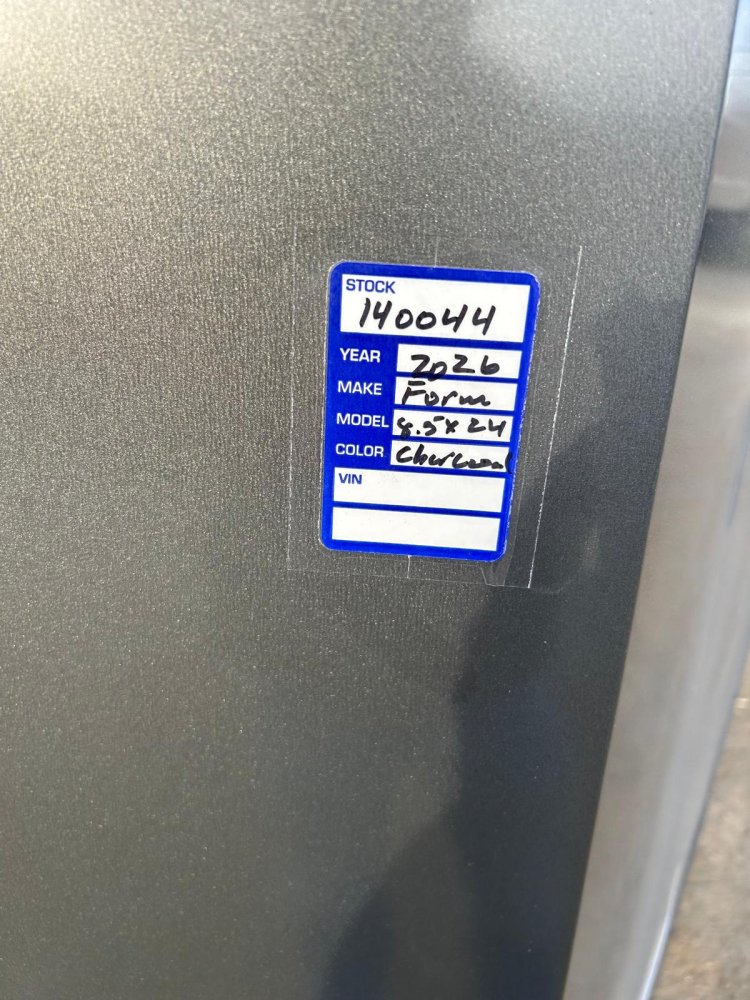 STOCK
140044
YEAR 2026
MAKE Form
MODEL 8.5x24
COLOR Charcoal
VIN